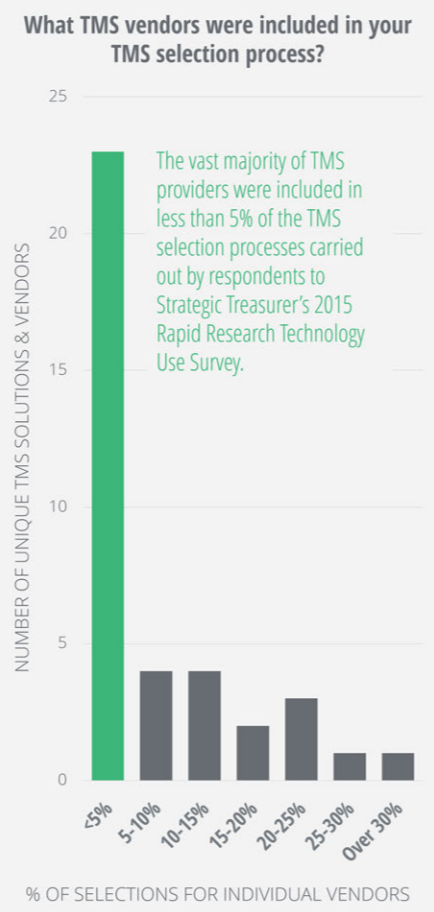 What TMS vendors were included in your
TMS selection process?
25
The vast majority of TMS
providers were included in
less than 5% of the TMS
selection processes carried
out by respondents to
Strategic Treasurer's 2015
Rapid Research Technology
Use Survey.
20
15
10
5
0
NUMBER OF UNIQUE TMS SOLUTIONS & VENDORS
<5%
5-10%
10-15%
15-20%
20-25%
25-30%
Over 30%
% OF SELECTIONS FOR INDIVIDUAL VENDORS